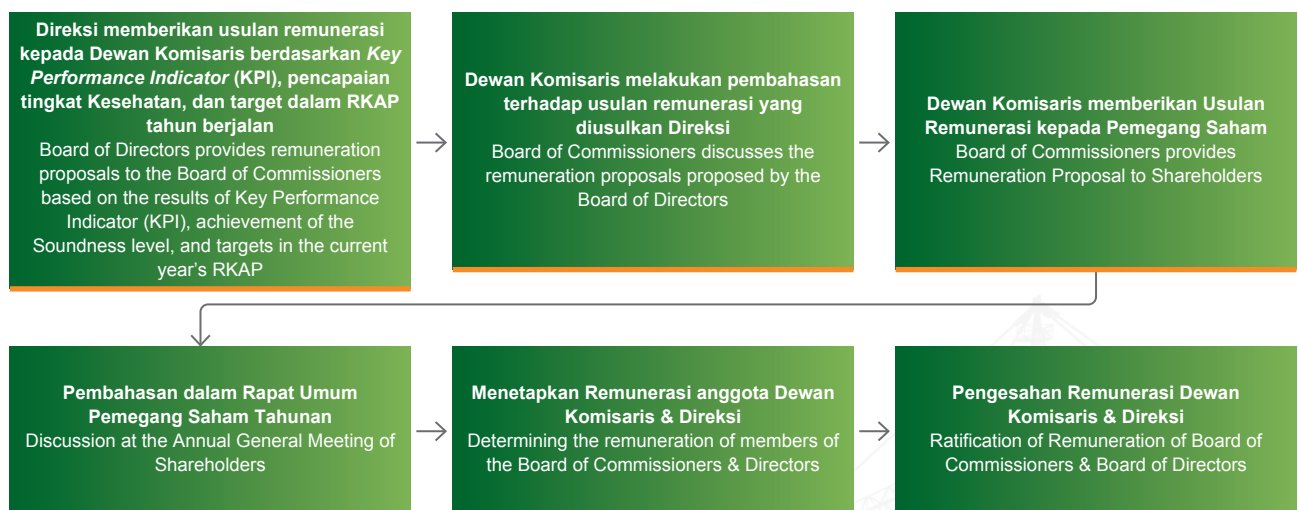 Direksi memberikan usulan remunerasi
kepada Dewan Komisaris berdasarkan Key
Performance Indicator (KPI), pencapaian
tingkat Kesehatan, dan target dalam RKAP
tahun berjalan
Board of Directors provides remuneration
proposals to the Board of Commissioners
based on the results of Key Performance
Indicator (KPI), achievement of the
Soundness level, and targets in the current
year's RKAP
Dewan Komisaris melakukan pembahasan
terhadap usulan remunerasi yang
diusulkan Direksi
Board of Commissioners discusses the
remuneration proposals proposed by the
Board of Directors
Dewan Komisaris memberikan Usulan
Remunerasi kepada Pemegang Saham
Board of Commissioners provides
Remuneration Proposal to Shareholders
Pembahasan dalam Rapat Umum
Pemegang Saham Tahunan
Discussion at the Annual General Meeting of
Shareholders
Menetapkan Remunerasi anggota Dewan
Komisaris & Direksi
Determining the remuneration of members of
the Board of Commissioners & Directors
Pengesahan Remunerasi Dewan
Komisaris & Direksi
Ratification of Remuneration of Board of
Commissioners & Board of Directors